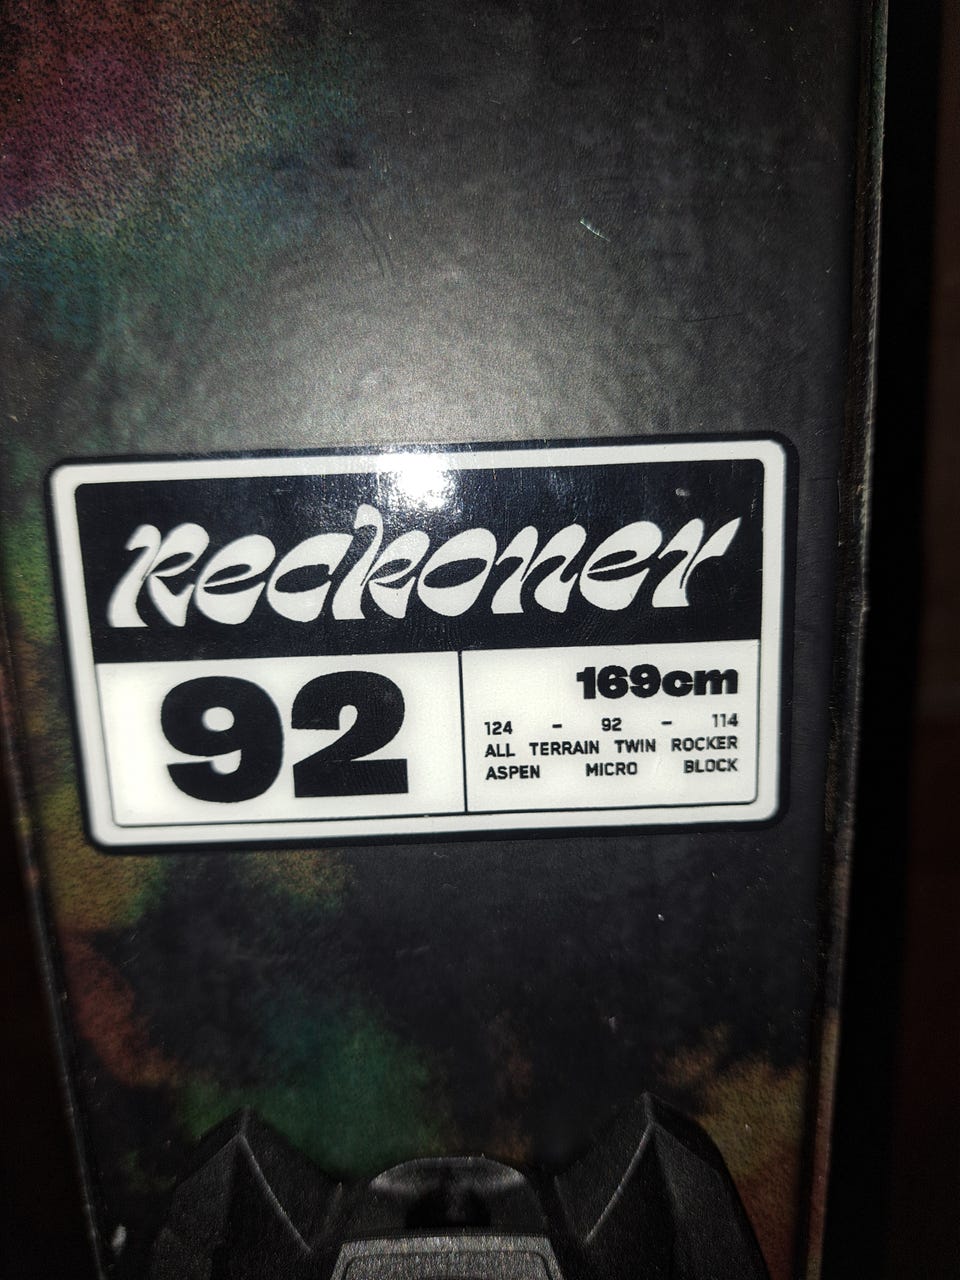 Reckoner
92
169cm
124 - 92 - 114
ALL TERRAIN TWIN ROCKER
ASPEN MICRO BLOCK